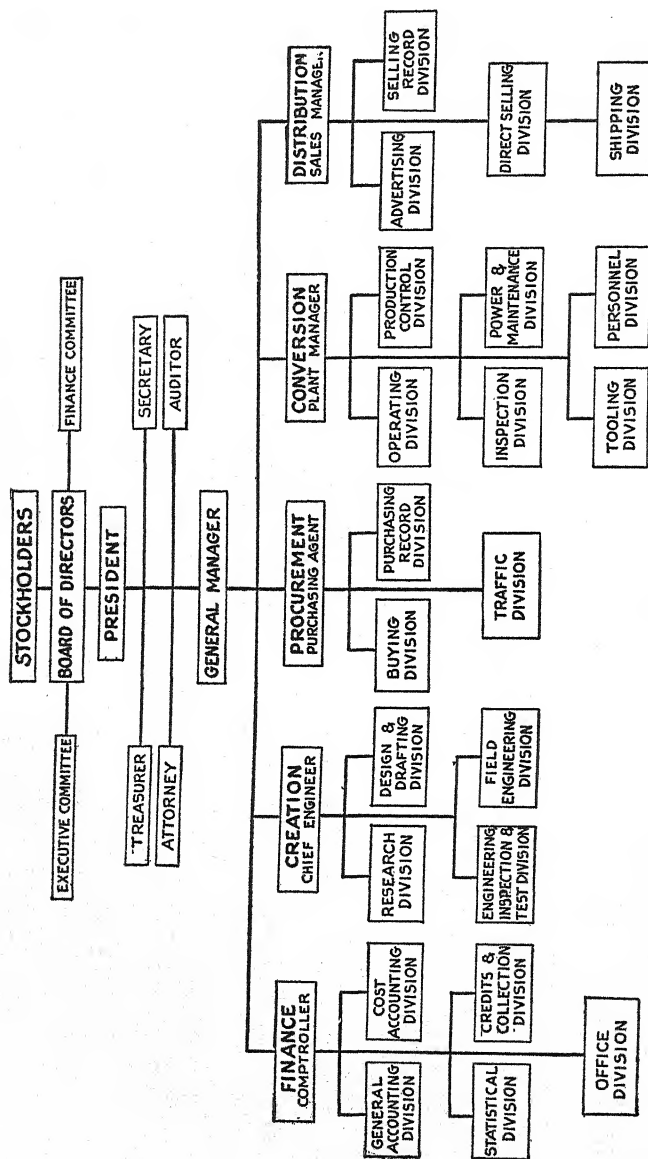 STOCKHOLDERS
EXECUTIVE COMMITTEE
BOARD OF DIRECTORS
FINANCE COMMITTEE
PRESIDENT
TREASURER
SECRETARY
ATTORNEY
AUDITOR
GENERAL MANAGER
FINANCE
COMPTROLLER
CREATION
CHIEF ENGINEER
PROCUREMENT
PURCHASING AGENT
CONVERSION
PLANT MANAGER
DISTRIBUTION
SALES MANAGER
GENERAL
ACCOUNTING
DIVISION
COST
ACCOUNTING
DIVISION
RESEARCH
DIVISION
DESIGN &
DRAFTING
DIVISION
BUYING
DIVISION
PURCHASING
RECORD
DIVISION
OPERATING
DIVISION
PRODUCTION
CONTROL
DIVISION
ADVERTISING
DIVISION
SELLING
RECORD
DIVISION
STATISTICAL
DIVISION
CREDITS &
COLLECTION
DIVISION
ENGINEERING
INSPECTION &
TEST DIVISION
FIELD
ENGINEERING
DIVISION
TRAFFIC
DIVISION
INSPECTION
DIVISION
POWER &
MAINTENANCE
DIVISION
DIRECT SELLING
DIVISION
OFFICE
DIVISION
TOOLING
DIVISION
PERSONNEL
DIVISION
SHIPPING
DIVISION